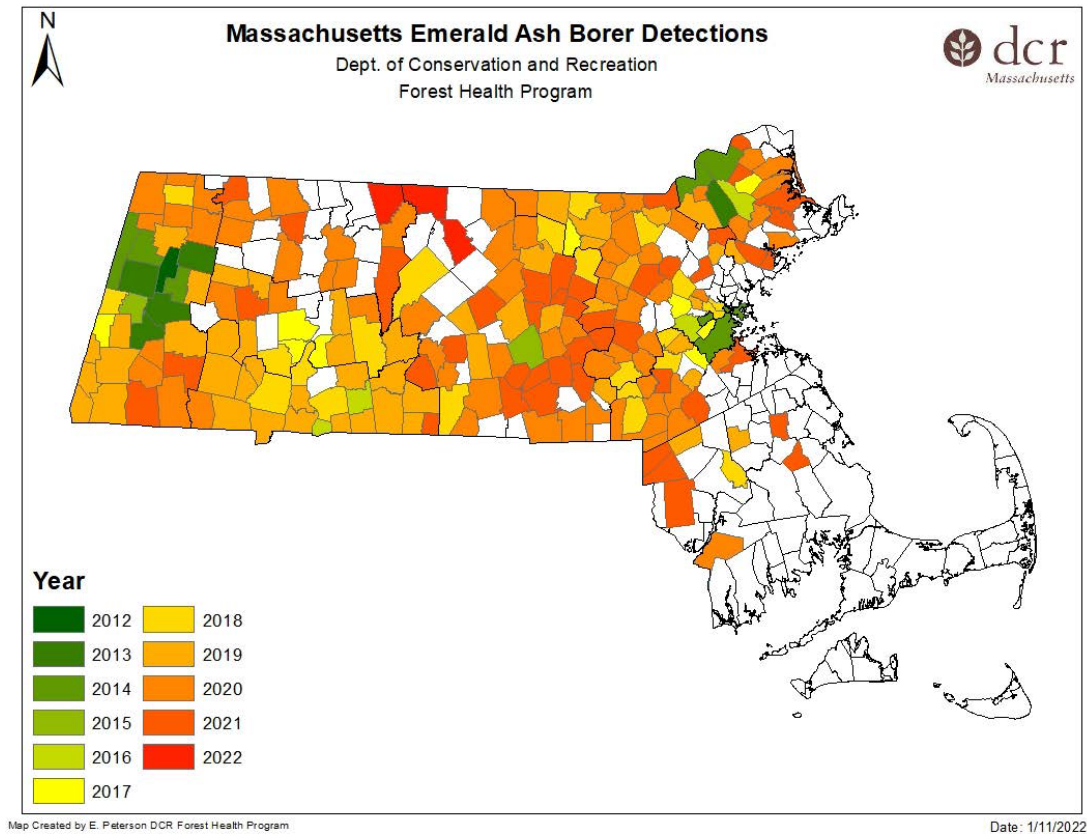 N
Massachusetts Emerald Ash Borer Detections
Dept. of Conservation and Recreation
Forest Health Program
dcr
Massachusetts
Year
2012
2013
2014
2015
2016
2017
2018
2019
2020
2021
2022
Map Created by E. Peterson DCR Forest Health Program
Date: 1/11/2022